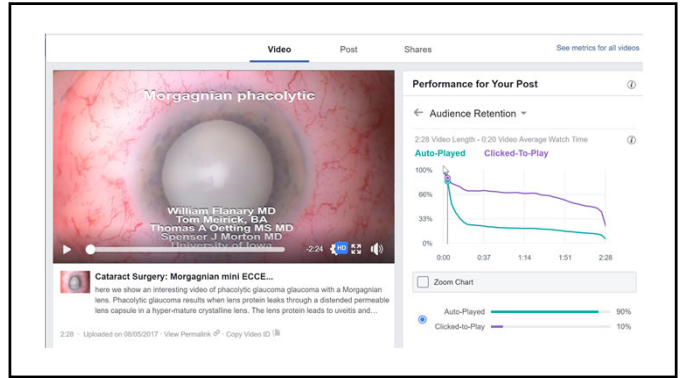 Video Post Shares See metrics for all videos
Morgagnian phacolytic
William Flanary MD
Tom Meirick, BA
Thomas A Oetting MS MD
Spenser J Morton MD
University of Iowa
-2:24 HD
Cataract Surgery: Morgagnian mini ECCE...
here we show an interesting video of phacolytic glaucoma glaucoma with a Morgagnian
lens. Phacolytic glaucoma results when lens protein leaks through a distended permeable
lens capsule in a hyper-mature crystalline lens. The lens protein leads to uveitis and…
2:28 · Uploaded on 08/05/2017 · View Permalink · Copy Video ID
Performance for Your Post
Audience Retention
2:28 Video Length - 0:20 Video Average Watch Time
Auto-Played Clicked-To-Play
100%
66%
33%
0%
0:00 0:37 1:14 1:51 2:28
Zoom Chart
Auto-Played 90%
Clicked-to-Play 10%